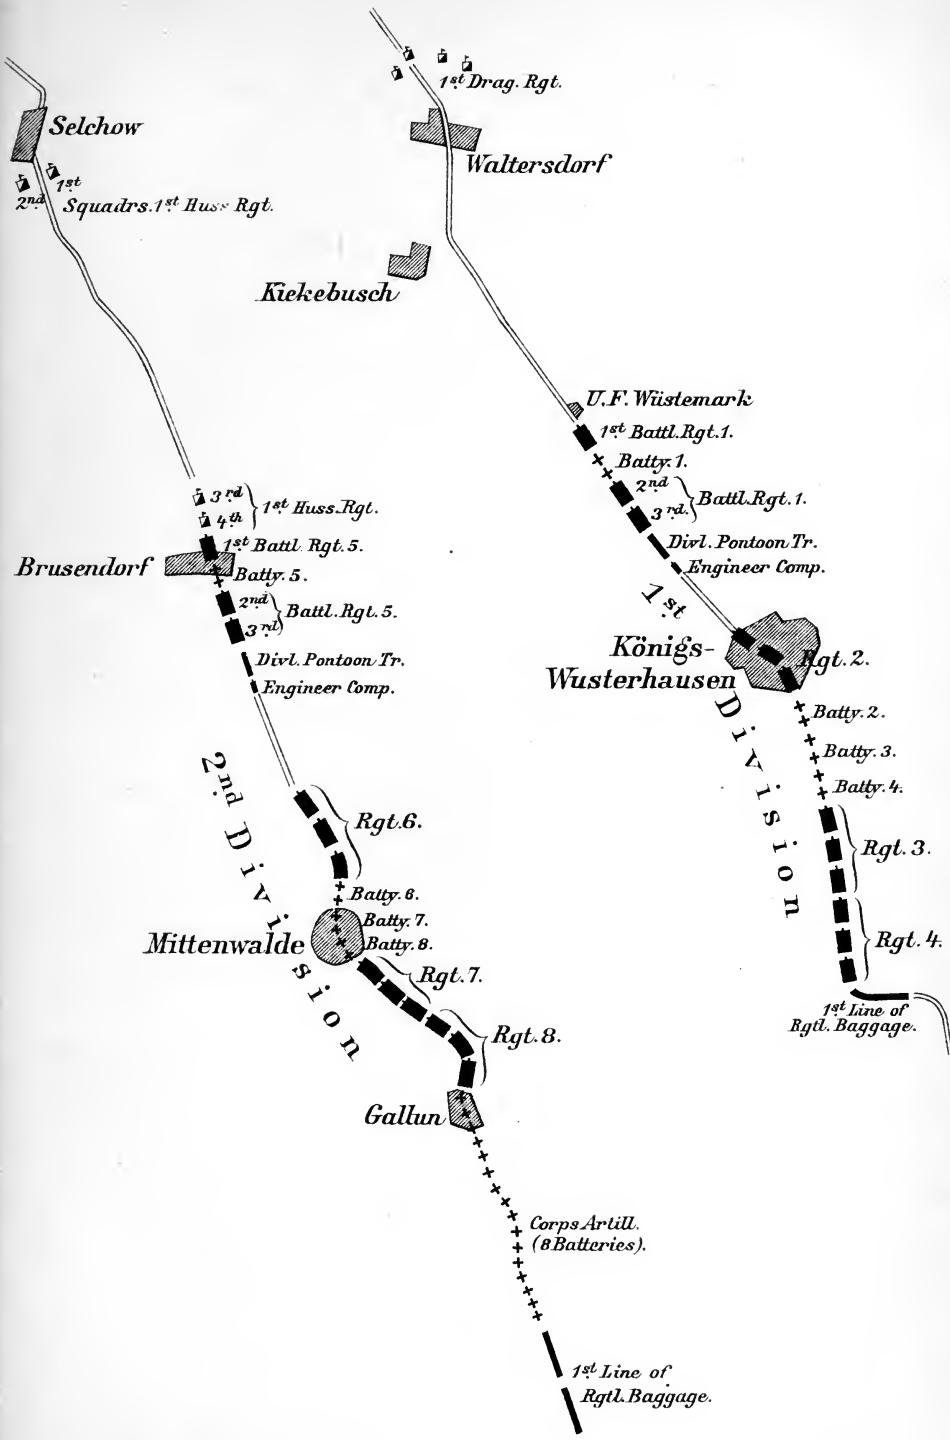 1st Drag. Rgt.
Selchow
Waltersdorf
1st
2nd Squadrs. 1st Huss Rgt.
Kiekebusch
U.F. Wüstemark
1st Battl. Rgt. 1.
Batty. 1.
2nd
3rd. Battl. Rgt. 1.
Divl. Pontoon Tr.
Engineer Comp.
3rd
4th 1st Huss. Rgt.
1st Battl. Rgt. 5.
Brusendorf
Batty. 5.
2nd
3rd Battl. Rgt. 5.
Divl. Pontoon Tr.
Engineer Comp.
1st Division
Königs-
Wusterhausen
Rgt. 2.
Batty. 2.
Batty. 3.
Batty. 4.
Rgt. 3.
Rgt. 4.
1st Line of
Rgtl. Baggage.
2nd Division
Rgt. 6.
Batty. 6.
Batty. 7.
Mittenwalde
Batty. 8.
Rgt. 7.
Rgt. 8.
Gallun
Corps Artill.
(8 Batteries).
1st Line of
Rgtl. Baggage.